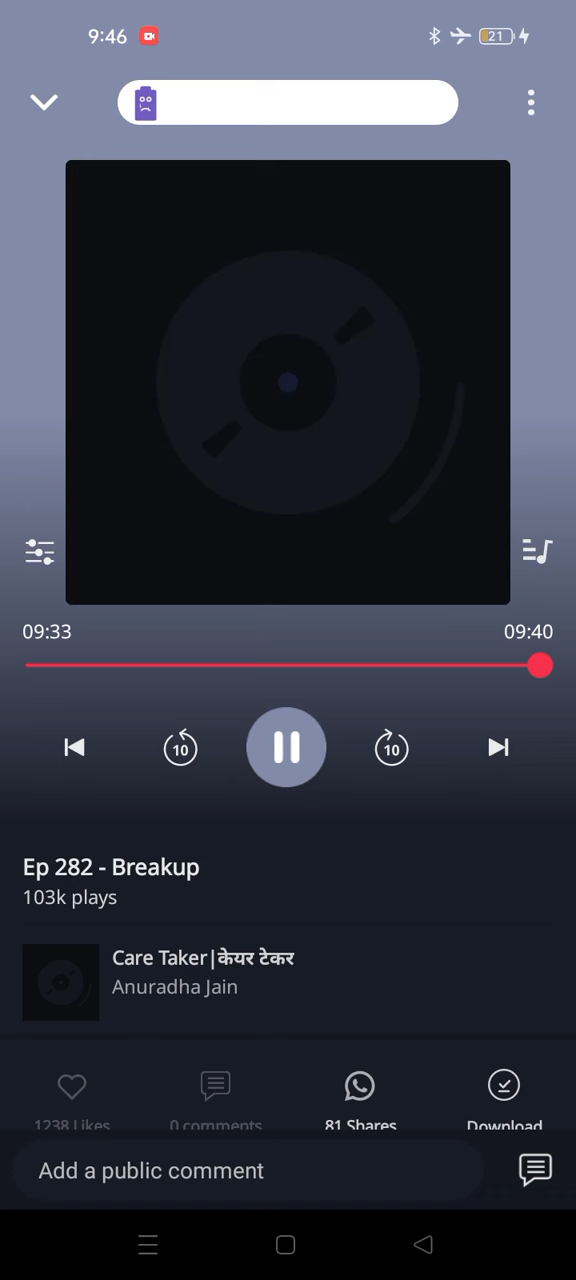 9:46
21
09:33
09:40
10
10
Ep 282 - Breakup
103k plays
Care Taker|केयर टेकर
Anuradha Jain
1238 Likes
0 comments
81 Shares
Download
Add a public comment